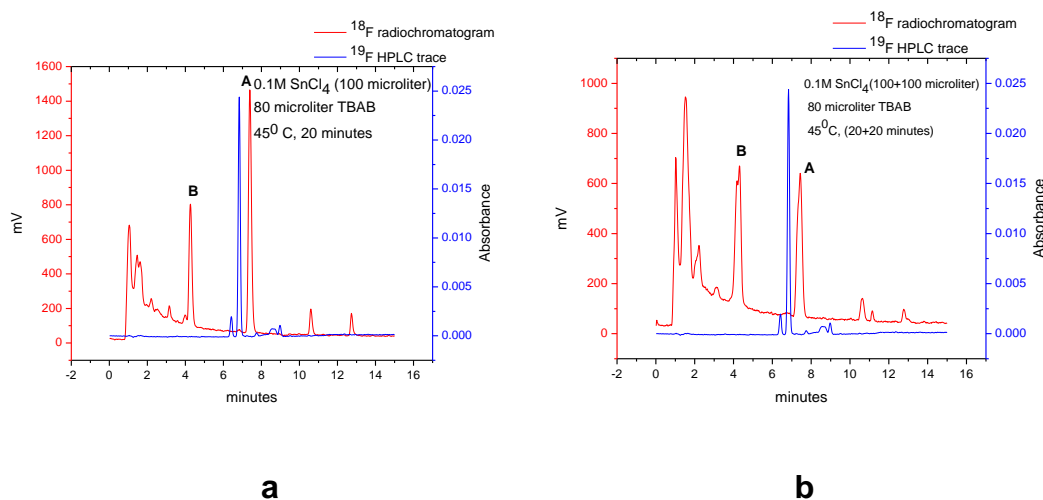 ¹⁸F radiochromatogram
¹⁹F HPLC trace
A
B
0.1M SnCl₄ (100 microliter)
80 microliter TBAB
45⁰ C, 20 minutes
1600
1400
1200
1000
800
600
400
200
0
mV
0.025
0.020
0.015
0.010
0.005
0.000
Absorbance
-2 0 2 4 6 8 10 12 14 16
minutes
a
¹⁸F radiochromatogram
¹⁹F HPLC trace
0.1M SnCl₄ (100+100 microliter)
80 microliter TBAB
45⁰C, (20+20 minutes)
B
A
1000
800
600
400
200
0
mV
0.025
0.020
0.015
0.010
0.005
0.000
Absorbance
-2 0 2 4 6 8 10 12 14 16
minutes
b